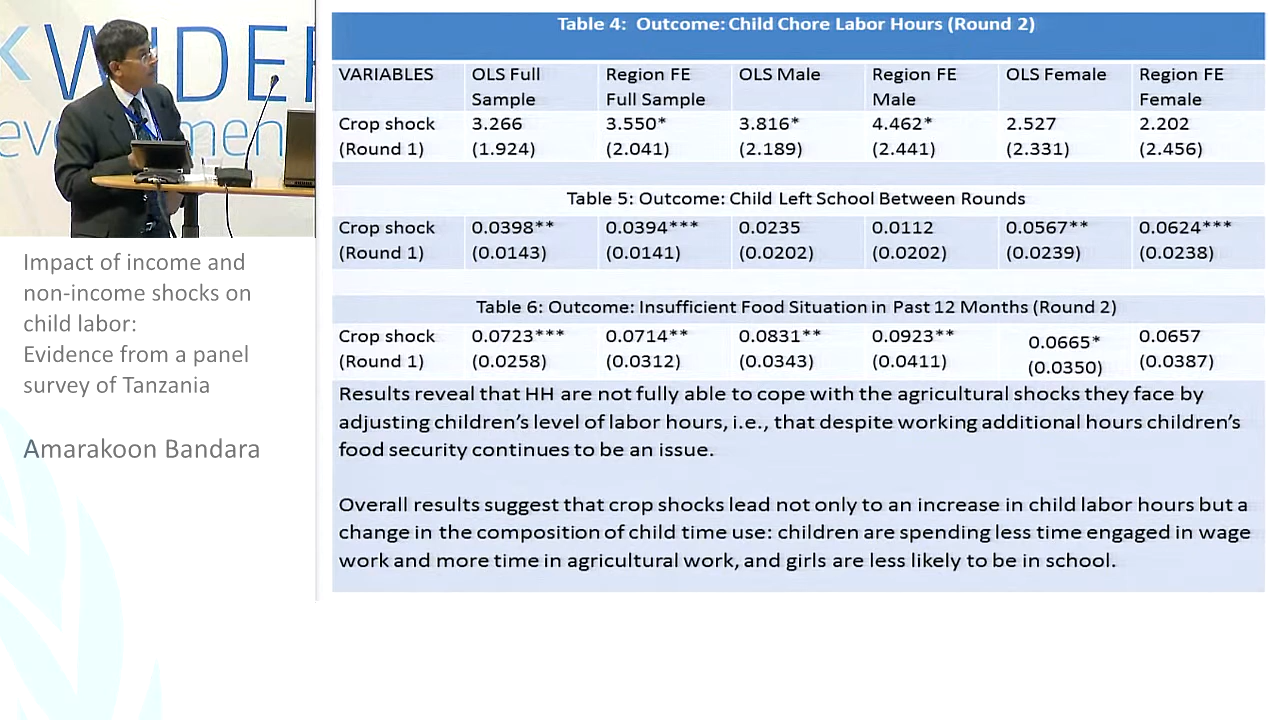 WIDER
Impact of income and
non-income shocks on
child labor:
Evidence from a panel
survey of Tanzania
Amarakoon Bandara
Table 4: Outcome: Child Chore Labor Hours (Round 2)
VARIABLES OLS Full Sample Region FE Full Sample OLS Male Region FE Male OLS Female Region FE Female
Crop shock 3.266 3.550* 3.816* 4.462* 2.527 2.202
(Round 1) (1.924) (2.041) (2.189) (2.441) (2.331) (2.456)
Table 5: Outcome: Child Left School Between Rounds
Crop shock 0.0398** 0.0394*** 0.0235 0.0112 0.0567** 0.0624***
(Round 1) (0.0143) (0.0141) (0.0202) (0.0202) (0.0239) (0.0238)
Table 6: Outcome: Insufficient Food Situation in Past 12 Months (Round 2)
Crop shock 0.0723*** 0.0714** 0.0831** 0.0923** 0.0665* 0.0657
(Round 1) (0.0258) (0.0312) (0.0343) (0.0411) (0.0350) (0.0387)
Results reveal that HH are not fully able to cope with the agricultural shocks they face by
adjusting children's level of labor hours, i.e., that despite working additional hours children's
food security continues to be an issue.
Overall results suggest that crop shocks lead not only to an increase in child labor hours but a
change in the composition of child time use: children are spending less time engaged in wage
work and more time in agricultural work, and girls are less likely to be in school.